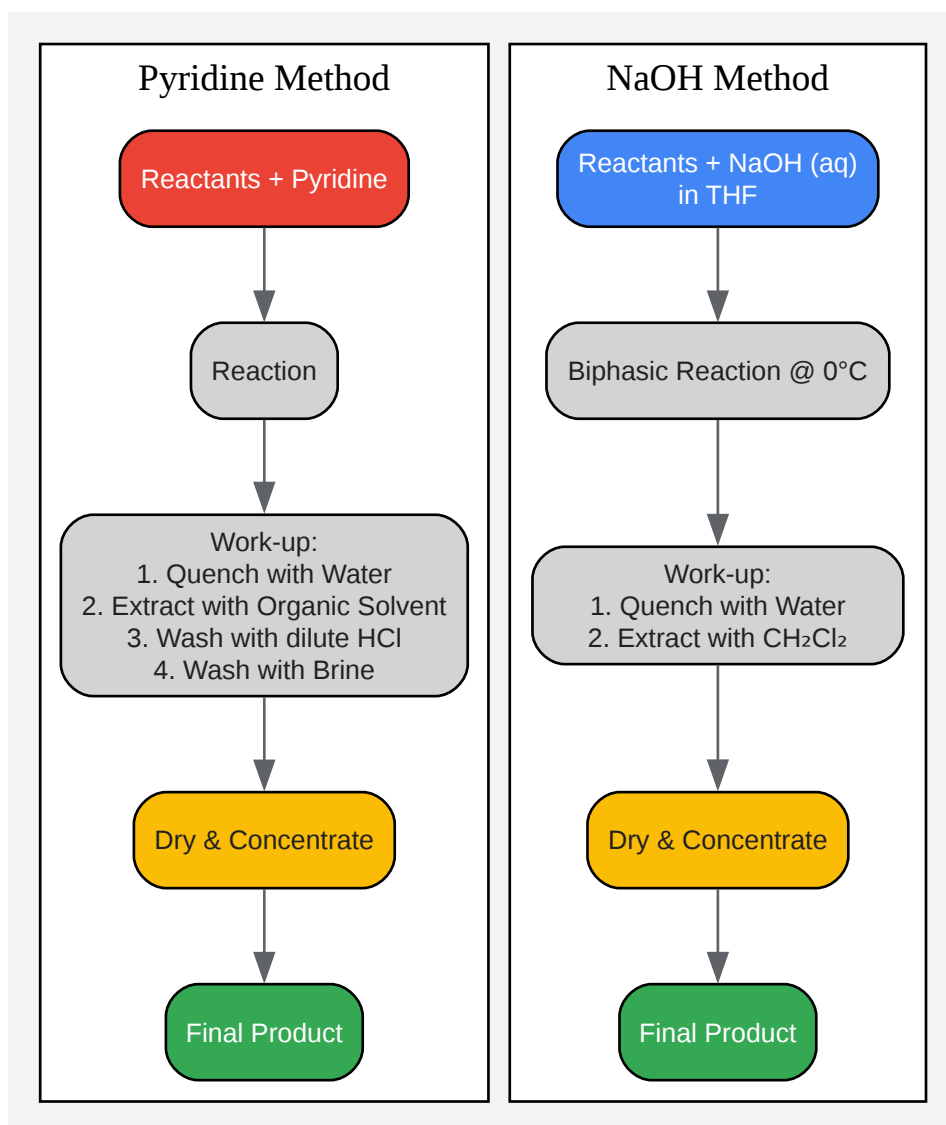 Pyridine Method
Reactants + Pyridine
Reaction
Work-up:
1. Quench with Water
2. Extract with Organic Solvent
3. Wash with dilute HCl
4. Wash with Brine
Dry & Concentrate
Final Product
NaOH Method
Reactants + NaOH (aq)
in THF
Biphasic Reaction @ 0°C
Work-up:
1. Quench with Water
2. Extract with CH₂Cl₂
Dry & Concentrate
Final Product